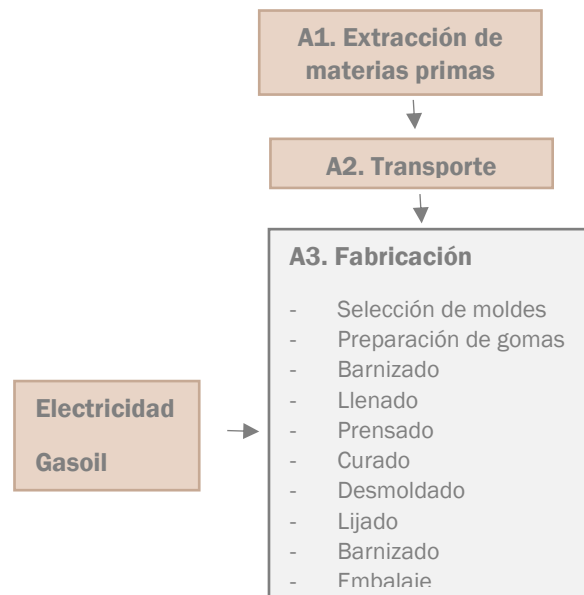 A1. Extracción de
materias primas
A2. Transporte
A3. Fabricación
- Selección de moldes
- Preparación de gomas
- Barnizado
- Llenado
- Prensado
- Curado
- Desmoldado
- Lijado
- Barnizado
- Embalaje
Electricidad
Gasoil